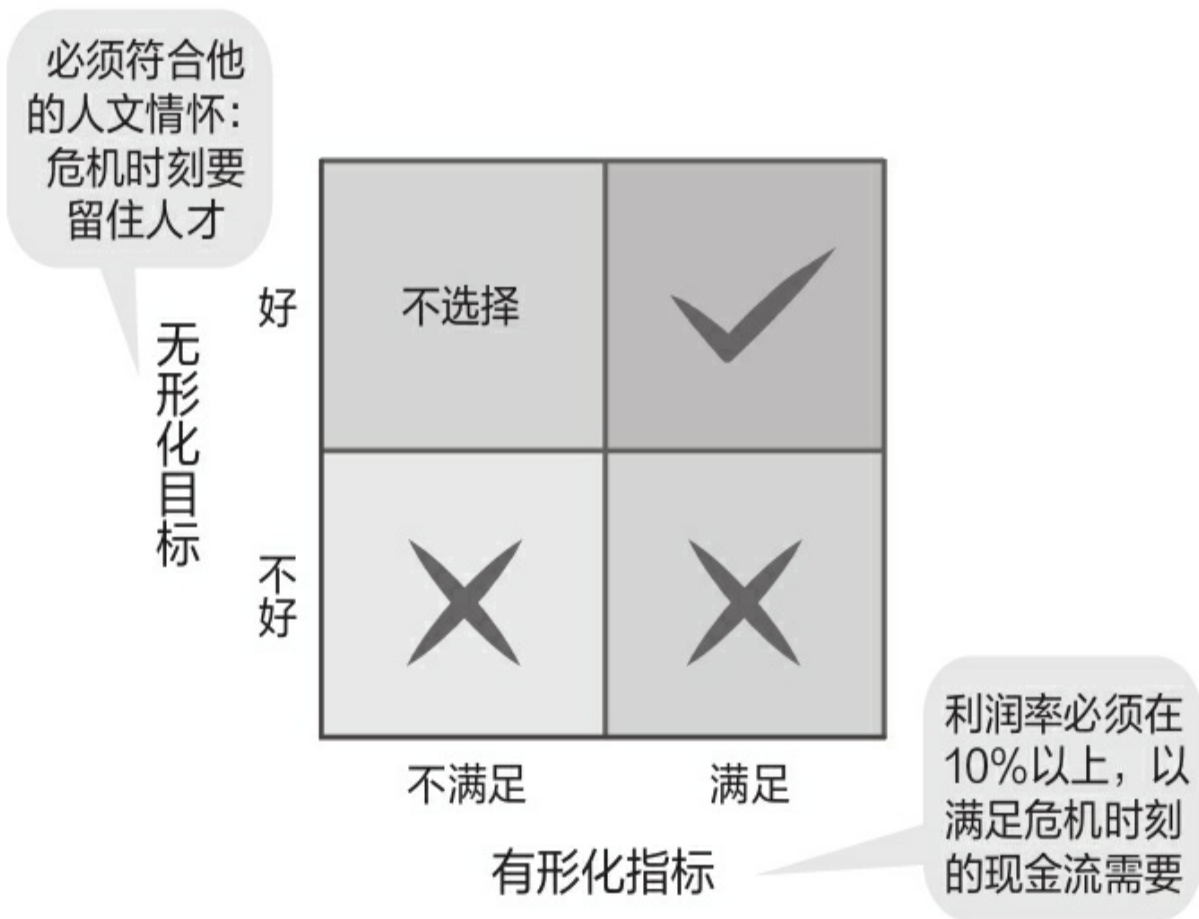 必须符合他
的人文情怀：
危机时刻要
留住人才
无形化目标
好
不好
不选择
不满足
满足
有形化指标
利润率必须在
10%以上，以
满足危机时刻
的现金流需要